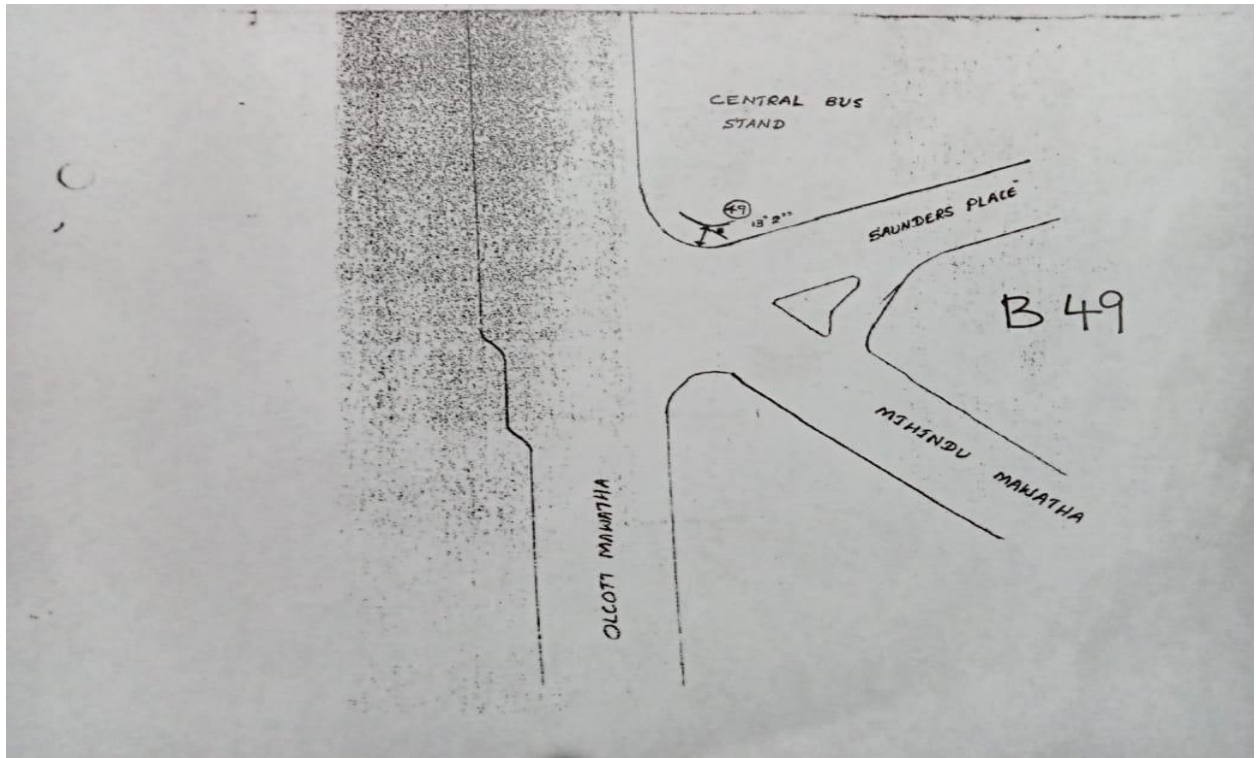 CENTRAL BUS
STAND
49
13' 2"
SAUNDERS PLACE
B 49
MIHINDU MAWATHA
OLCOTT MAWATHA